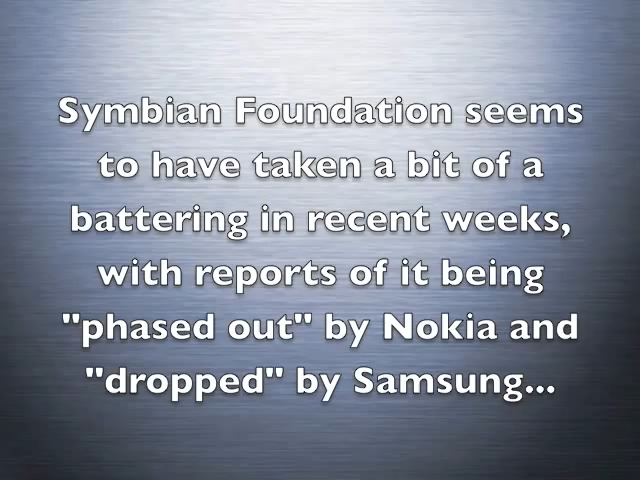 Symbian Foundation seems
to have taken a bit of a
battering in recent weeks,
with reports of it being
"phased out" by Nokia and
"dropped" by Samsung...